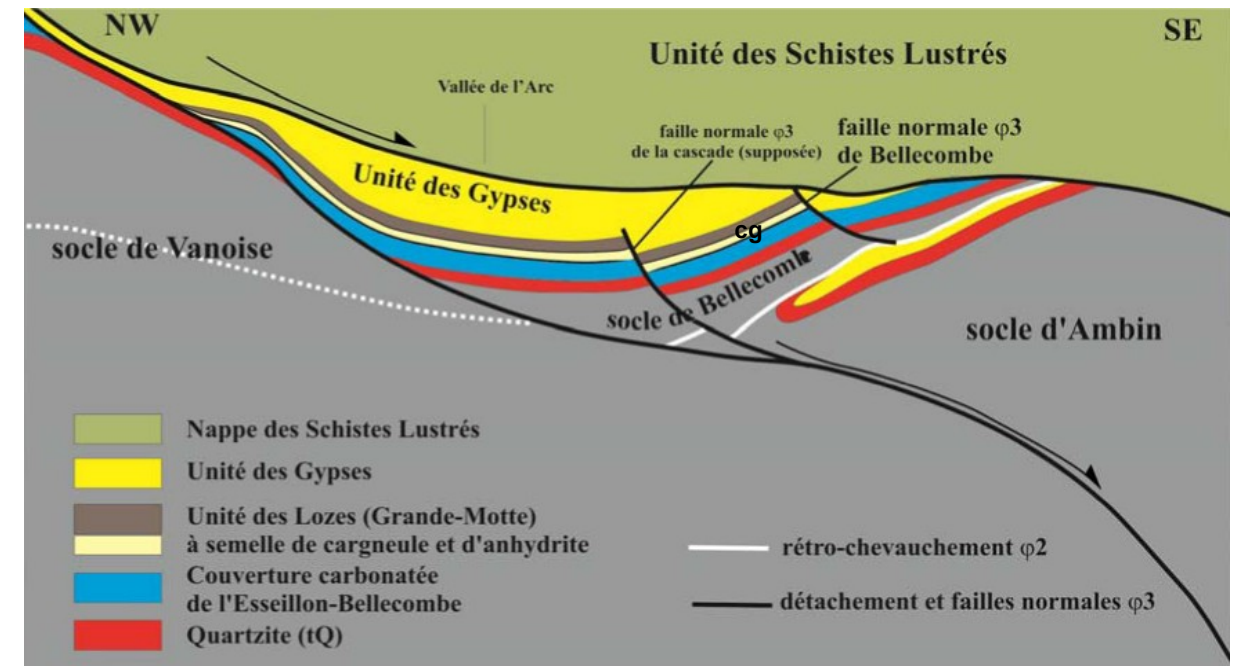 NW
SE
Unité des Schistes Lustrés
Vallée de l'Arc
faille normale φ3
de la cascade (supposée)
faille normale φ3
de Bellecombe
Unité des Gypses
cg
socle de Vanoise
socle de Bellecombe
socle d'Ambin
Nappe des Schistes Lustrés
Unité des Gypses
Unité des Lozes (Grande-Motte)
à semelle de cargneule et d'anhydrite
Couverture carbonatée
de l'Esseillon-Bellecombe
Quartzite (tQ)
rétro-chevauchement φ2
détachement et failles normales φ3